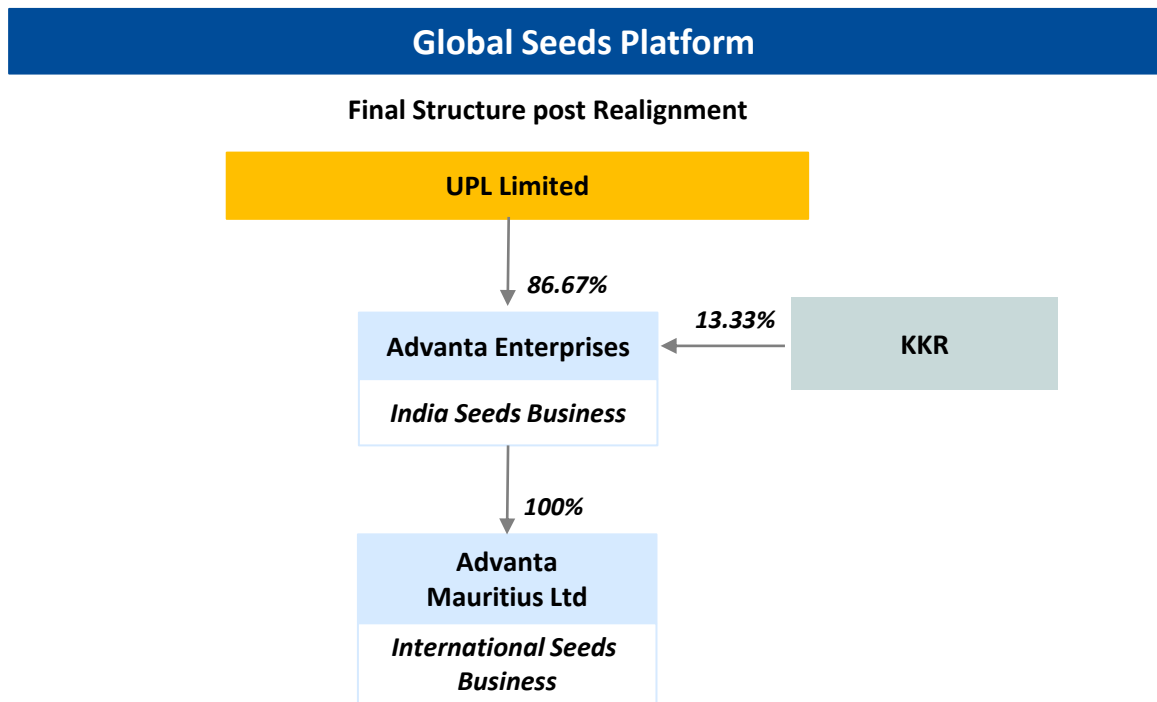 Global Seeds Platform
Final Structure post Realignment
UPL Limited
86.67%
13.33%
Advanta Enterprises
KKR
India Seeds Business
100%
Advanta
Mauritius Ltd
International Seeds
Business